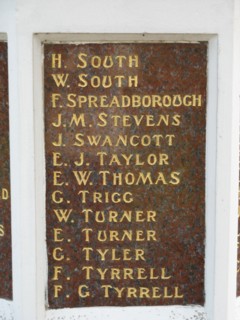 H. SOUTH
W. SOUTH
F. SPREADBOROUGH
J. M. STEVENS
J. SWANCOTT
E. J. TAYLOR
E. W. THOMAS
G. TRIGG
W. TURNER
E. TURNER
G. TYLER
F. TYRRELL
F. G TYRRELL